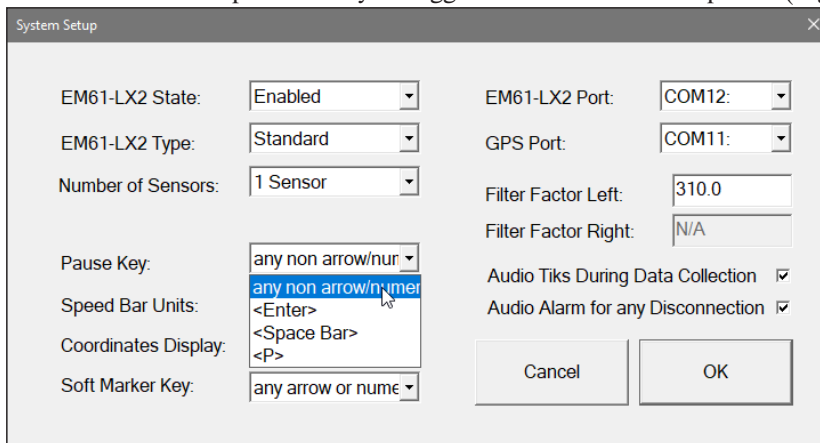 System Setup
EM61-LX2 State: Enabled
EM61-LX2 Type: Standard
Number of Sensors: 1 Sensor
Pause Key: any non arrow/num
any non arrow/numer
<Enter>
<Space Bar>
<P>
Speed Bar Units:
Coordinates Display:
Soft Marker Key: any arrow or nume
EM61-LX2 Port: COM12:
GPS Port: COM11:
Filter Factor Left: 310.0
Filter Factor Right: N/A
Audio Tiks During Data Collection
Audio Alarm for any Disconnection
Cancel
OK